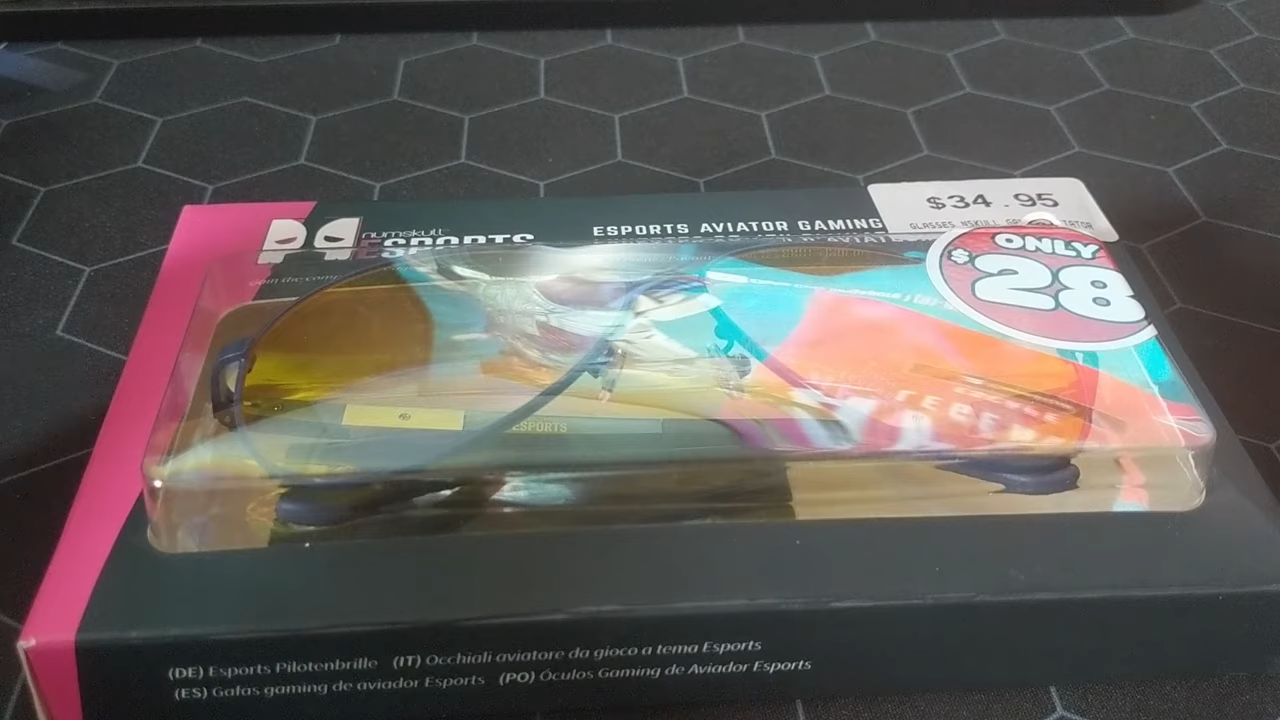 $34.95
numskull
ESPORTS
ESPORTS AVIATOR GAMING
ONLY
$28
ESPORTS
(DE) Esports Pilotenbrille (IT) Occhiali aviatore da gioco a tema Esports
(ES) Gafas gaming de aviador Esports (PO) Óculos Gaming de Aviador Esports